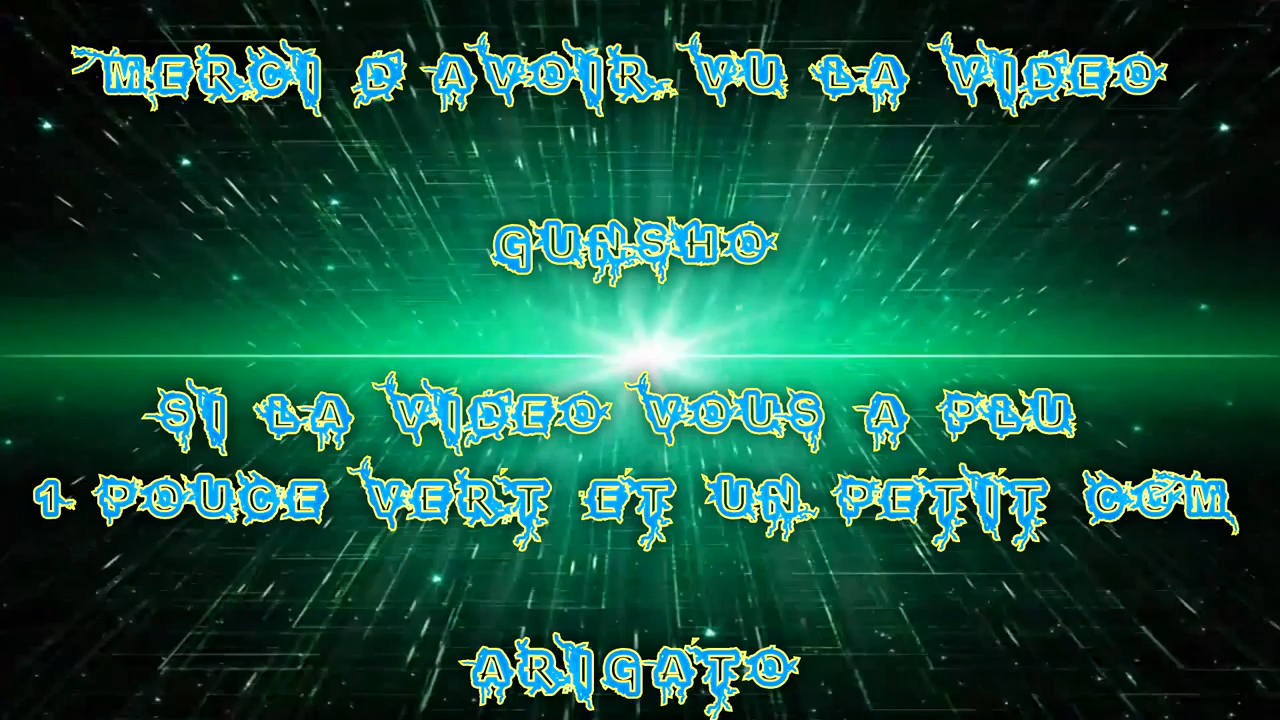 MERCI D AVOIR VU LA VIDEO
GUNSHO
SI LA VIDEO VOUS A PLU
1 POUCE VERT ET UN PETIT COM
ARIGATO